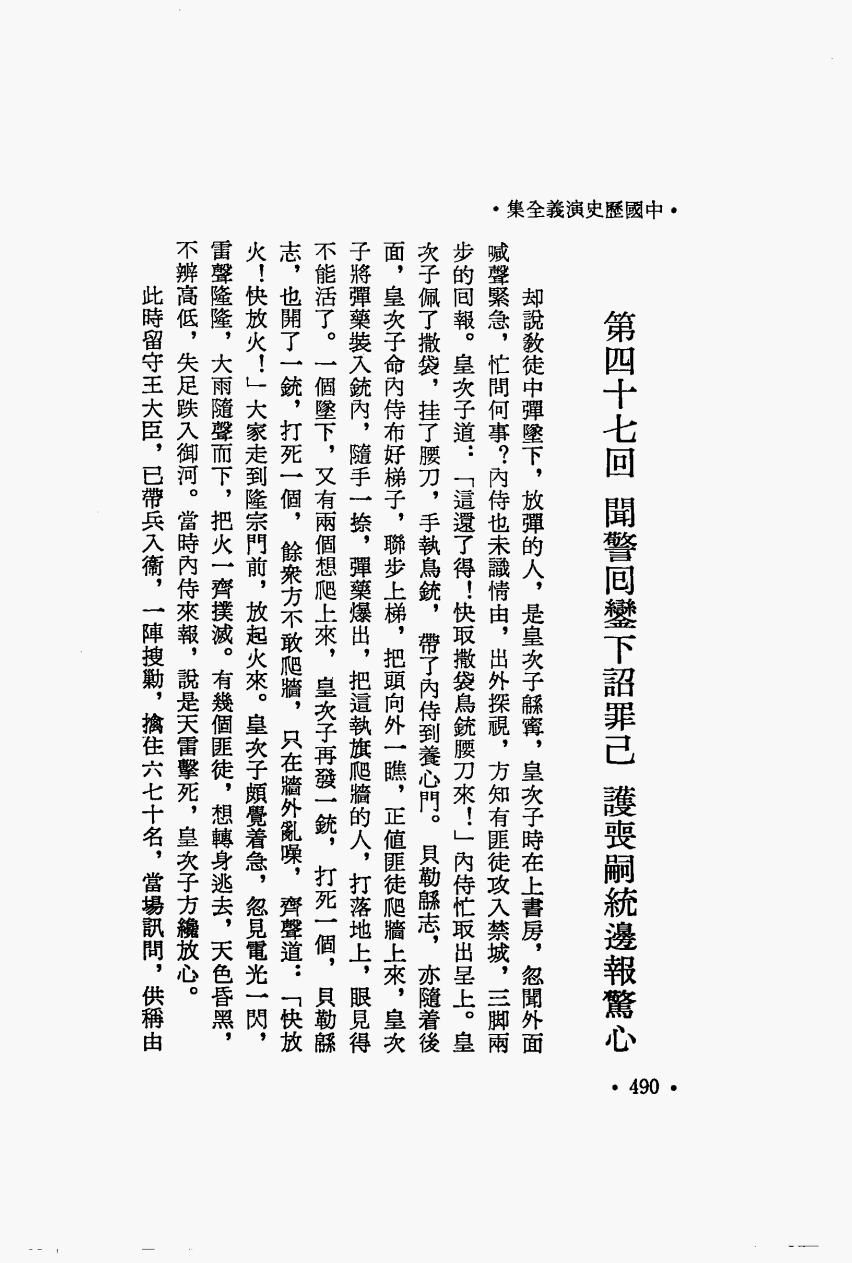 •中國歷史演義全集•
第四十七回 聞警回鑾下詔罪己 護喪嗣統邊報驚心
却說教徒中彈墜下，放彈的人，是皇次子緜寗，皇次子時在上書房，忽聞外面
喊聲緊急，忙問何事？內侍也未識情由，出外探視，方知有匪徒攻入禁城，三脚兩
步的回報。皇次子道：「這還了得！快取撒袋鳥銃腰刀來！」內侍忙取出呈上。皇
次子佩了撒袋，挂了腰刀，手執鳥銃，帶了內侍到養心門。貝勒緜志，亦隨着後
面，皇次子命內侍布好梯子，聯步上梯，把頭向外一瞧，正值匪徒爬牆上來，皇次
子將彈藥裝入銃內，隨手一捺，彈藥爆出，把這執旗爬牆的人，打落地上，眼見得
不能活了。一個墜下，又有兩個想爬上來，皇次子再發一銃，打死一個，貝勒緜
志，也開了一銃，打死一個，餘衆方不敢爬牆，只在牆外亂噪，齊聲道：「快放
火！快放火！」大家走到隆宗門前，放起火來。皇次子頗覺着急，忽見電光一閃，
雷聲隆隆，大雨隨聲而下，把火一齊撲滅。有幾個匪徒，想轉身逃去，天色昏黑，
不辨高低，失足跌入御河。當時內侍來報，說是天雷擊死，皇次子方纔放心。
此時留守王大臣，已帶兵入衞，一陣搜勦，擒住六七十名，當場訊問，供稱由
• 490 •